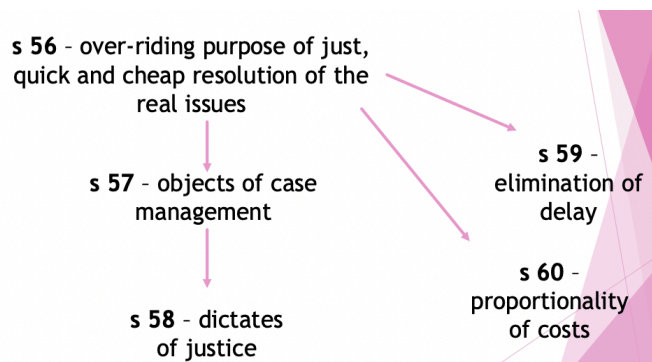 s 56 – over-riding purpose of just,
quick and cheap resolution of the
real issues
s 57 – objects of case
management
s 58 – dictates
of justice
s 59 –
elimination of
delay
s 60 –
proportionality
of costs